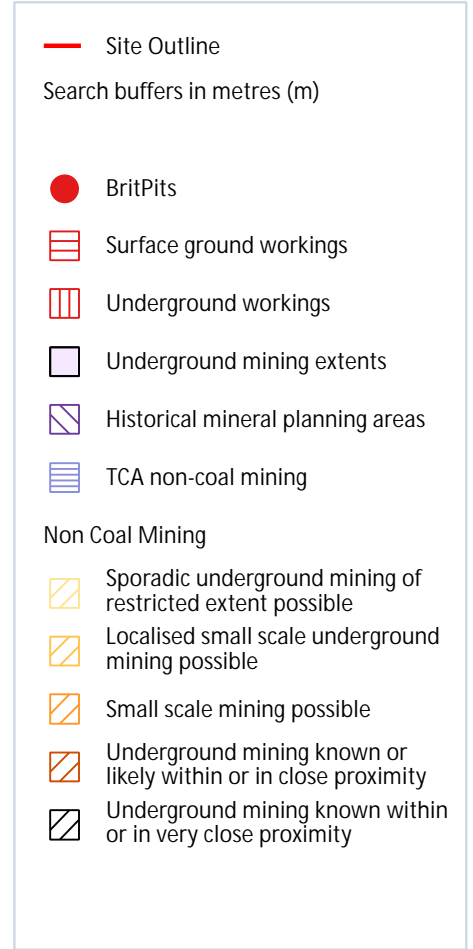 Site Outline
Search buffers in metres (m)
BritPits
Surface ground workings
Underground workings
Underground mining extents
Historical mineral planning areas
TCA non-coal mining
Non Coal Mining
Sporadic underground mining of
restricted extent possible
Localised small scale underground
mining possible
Small scale mining possible
Underground mining known or
likely within or in close proximity
Underground mining known within
or in very close proximity